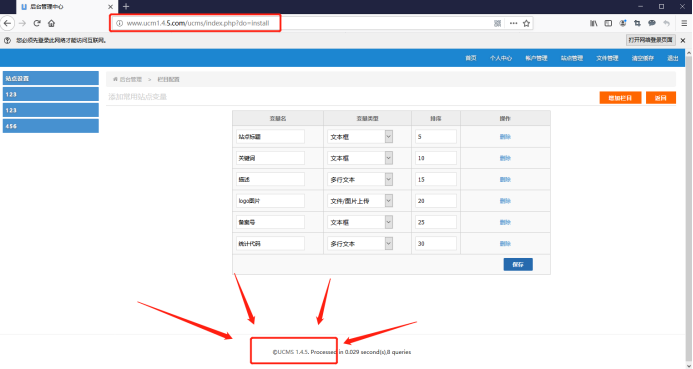 后台管理中心
www.ucm1.4.5.com/ucms/index.php?do=install
您必须先登录此网络才能访问互联网。
打开网络登录页面
首页 个人中心 帐户管理 站点管理 文件管理 清空缓存 退出
站点设置
后台管理 > 栏目配置
123
添加常用站点变量
增加栏目 返回
123
456
变量名 变量类型 排序 操作
站点标题 文本框 5 删除
关键词 文本框 10 删除
描述 多行文本 15 删除
logo图片 文件/图片上传 20 删除
备案号 文本框 25 删除
统计代码 多行文本 30 删除
保存
©UCMS 1.4.5. Processed in 0.029 second(s),8 queries